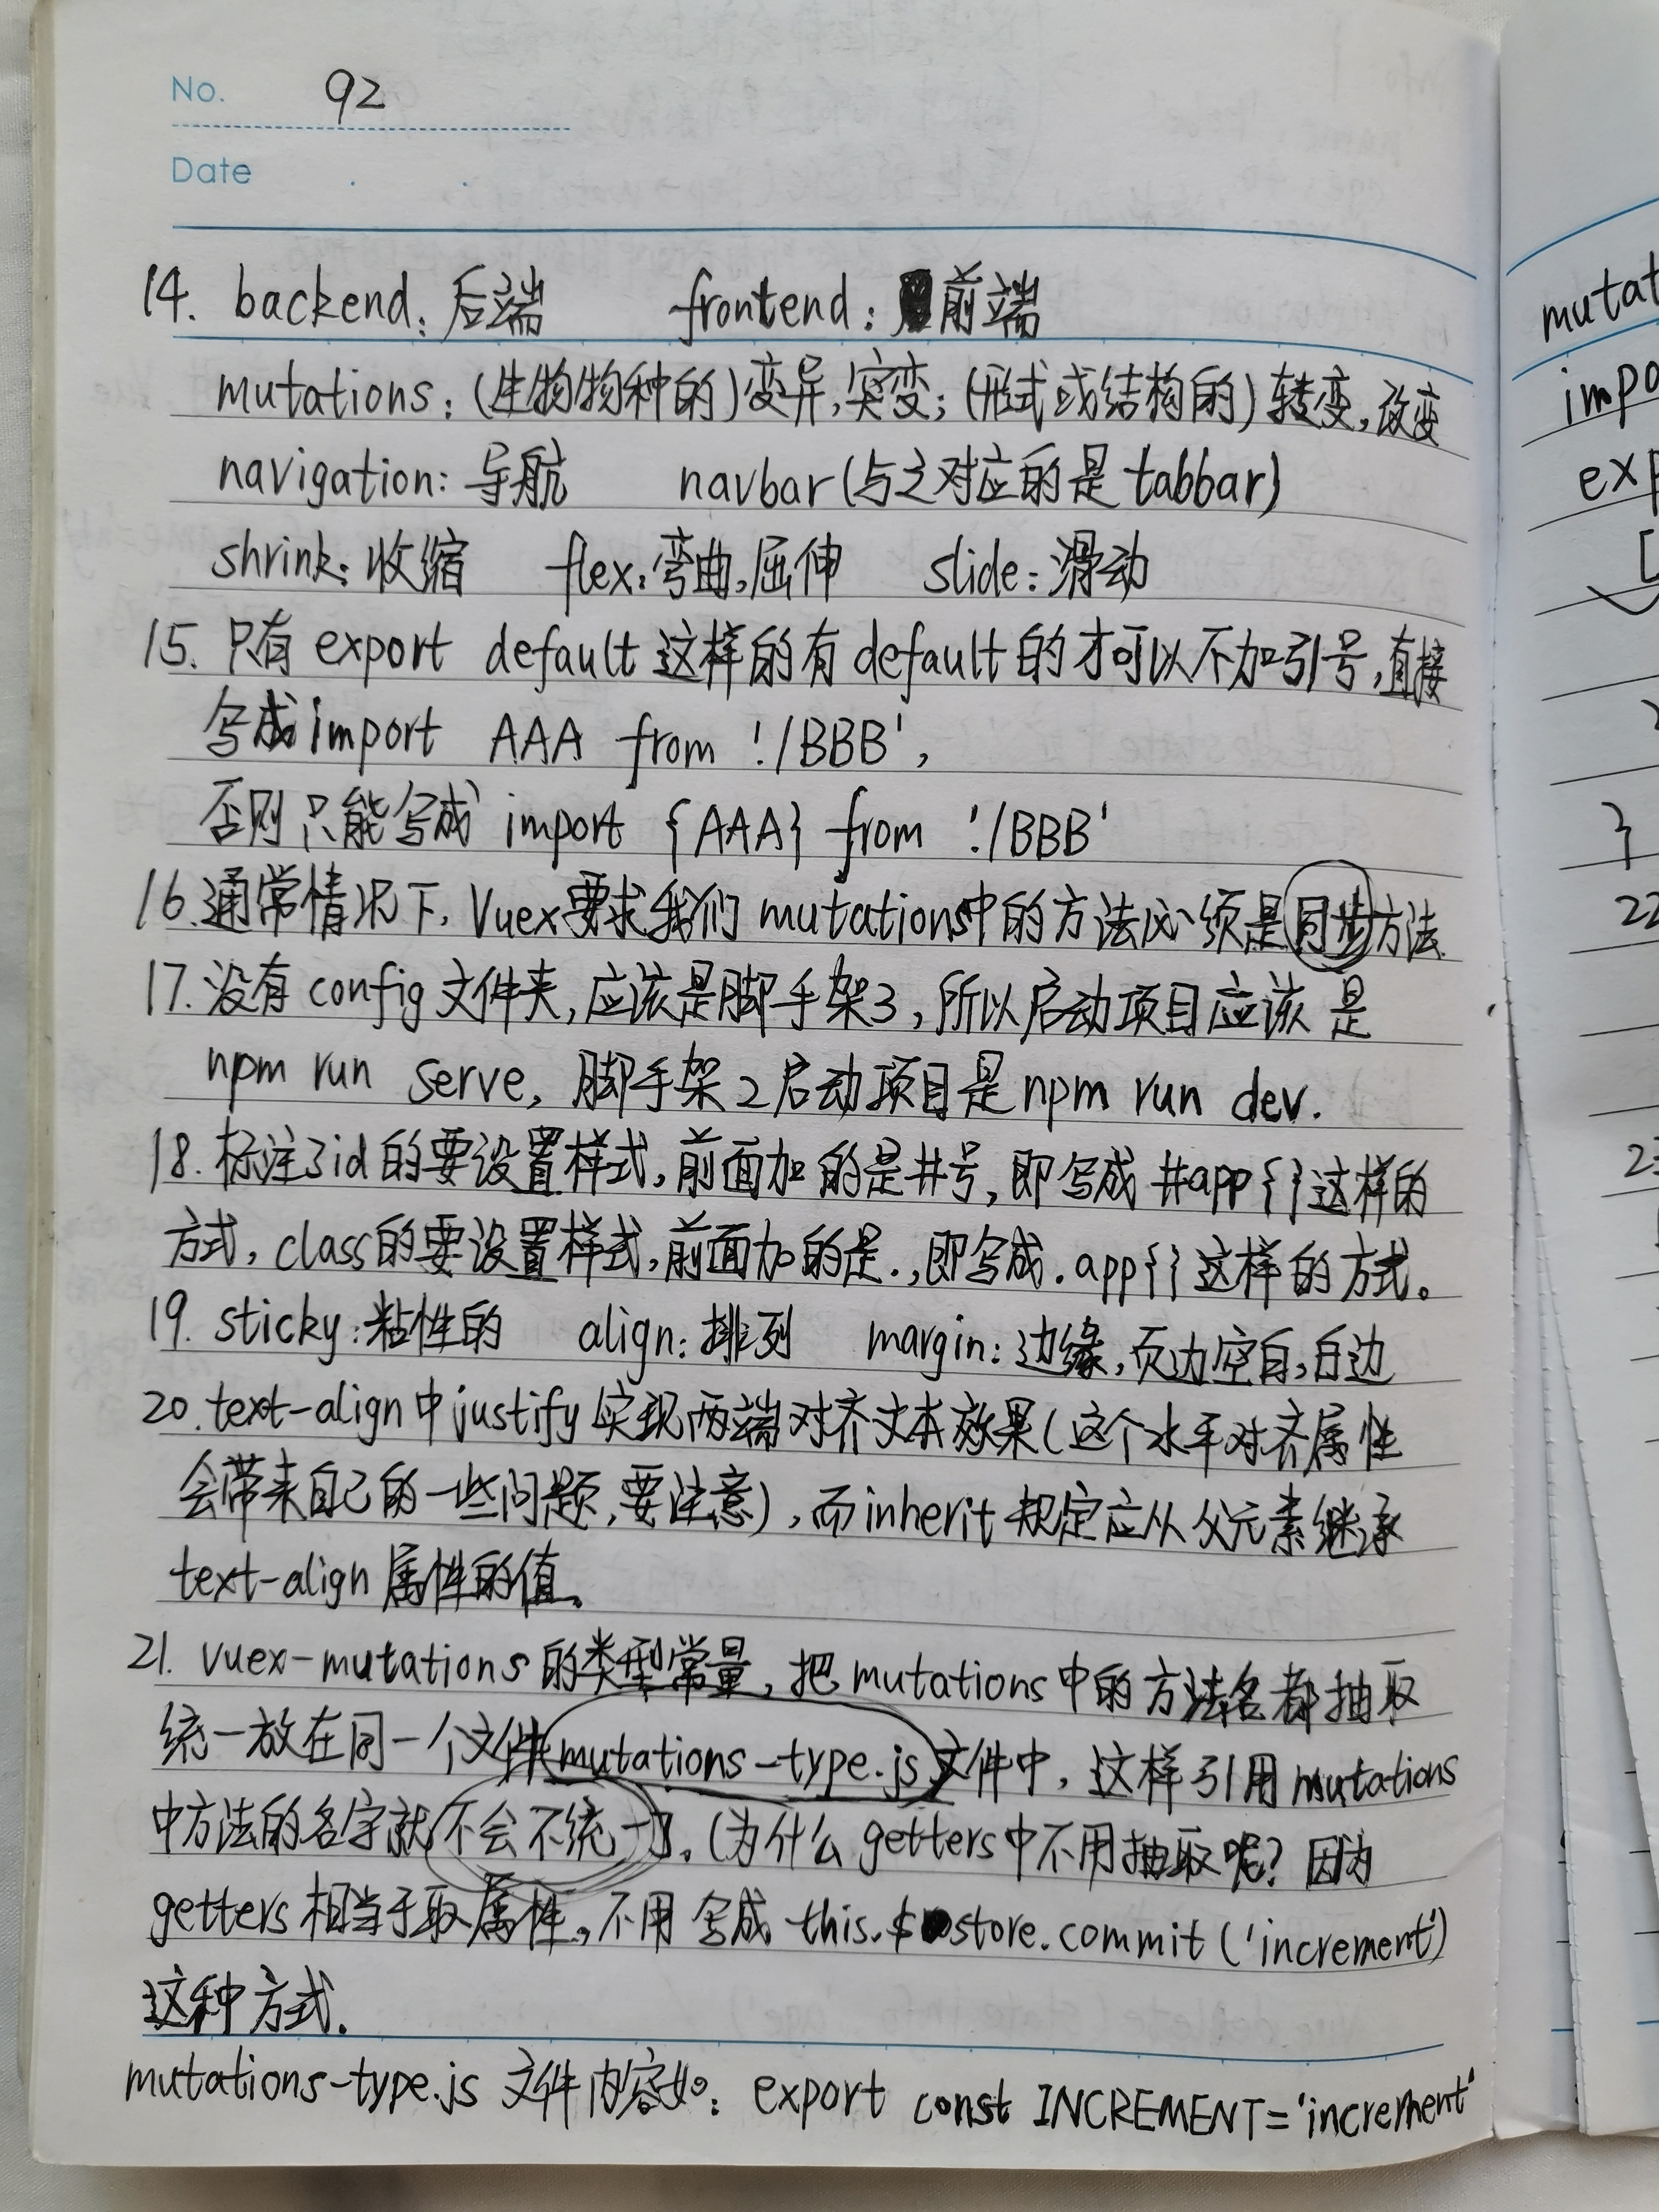 No. 92
Date
14. backend:后端 frontend:前端
mutations:(生物物种的)变异,突变;(形式或结构的)转变,改变
navigation:导航 navbar(与之对应的是tabbar)
shrink:收缩 flex:弯曲,屈伸 slide:滑动
15.只有export default这样的有default的才可以不加引号,直接
写成import AAA from './BBB',
否则只能写成import {AAA} from './BBB'
16.通常情况下,Vuex要求我们mutations中的方法必须是同步方法
17.没有config文件夹,应该是脚手架3,所以启动项目应该是
npm run serve,脚手架2启动项目是npm run dev.
18.标注了id的要设置样式,前面加的是#号,即写成#app{}这样的
方式,class的要设置样式,前面加的是.,即写成.app{}这样的方式。
19.sticky:粘性的 align:排列 margin:边缘,页边空白,白边
20.text-align中justify实现两端对齐文本效果(这个水平对齐属性
会带来自己的一些问题,要注意),而inherit规定应从父元素继承
text-align属性的值。
21.vuex-mutations的类型常量,把mutations中的方法名都抽取
统一放在同一个文件mutations-type.js文件中,这样引用mutations
中方法的名字就不会不统一了。(为什么getters中不用抽取呢?因为
getters相当于取属性,不用写成this.$store.commit('increment')
这种方式.
mutations-type.js文件内容如:export const INCREMENT='increment'
mutat
impo
exp
[
}
22